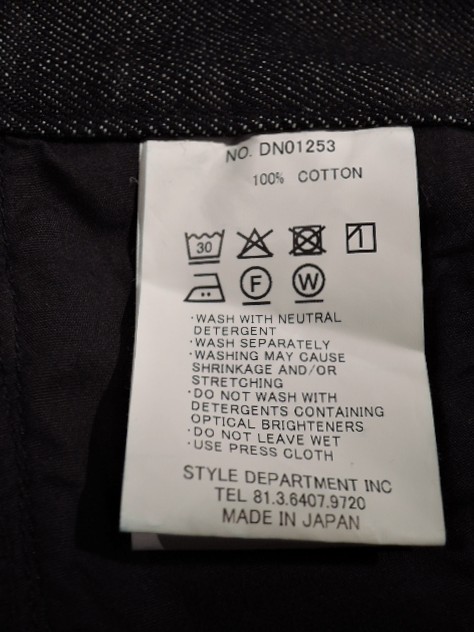 NO. DN01253
100% COTTON
30
F W
·WASH WITH NEUTRAL
DETERGENT
·WASH SEPARATELY
·WASHING MAY CAUSE
SHRINKAGE AND/OR
STRETCHING
·DO NOT WASH WITH
DETERGENTS CONTAINING
OPTICAL BRIGHTENERS
·DO NOT LEAVE WET
·USE PRESS CLOTH
STYLE DEPARTMENT INC
TEL 81.3.6407.9720
MADE IN JAPAN